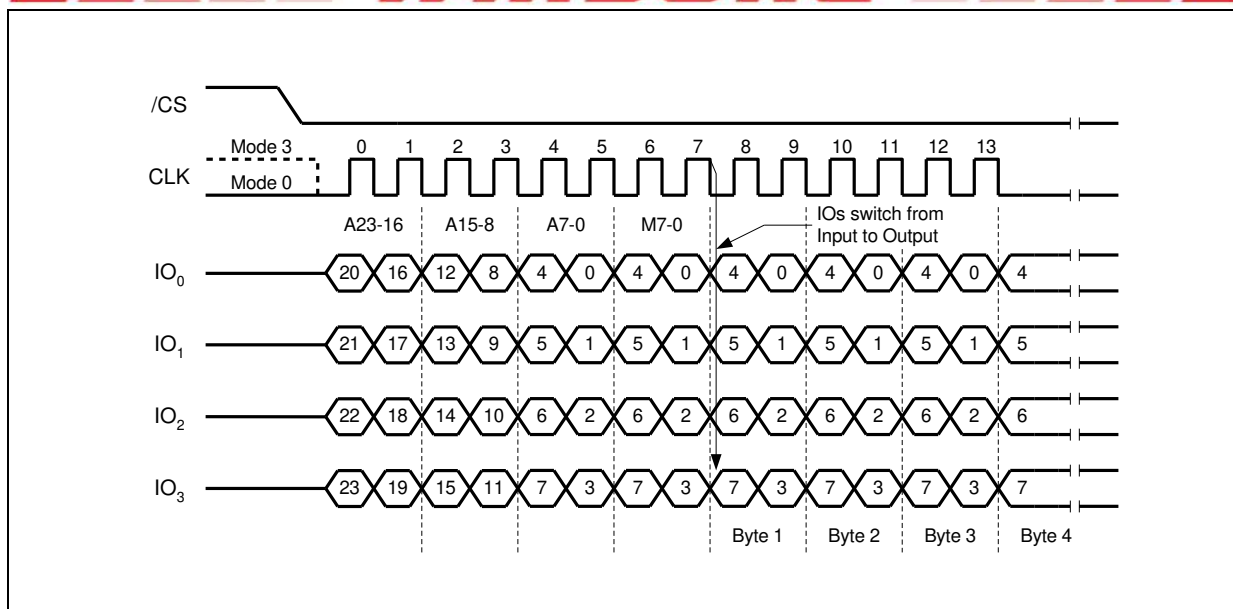 /CS
Mode 3
CLK
Mode 0
0 1 2 3 4 5 6 7 8 9 10 11 12 13
A23-16 A15-8 A7-0 M7-0
IOs switch from
Input to Output
IO0 20 16 12 8 4 0 4 0 4 0 4 0 4 0 4
IO1 21 17 13 9 5 1 5 1 5 1 5 1 5 1 5
IO2 22 18 14 10 6 2 6 2 6 2 6 2 6 2 6
IO3 23 19 15 11 7 3 7 3 7 3 7 3 7 3 7
Byte 1 Byte 2 Byte 3 Byte 4